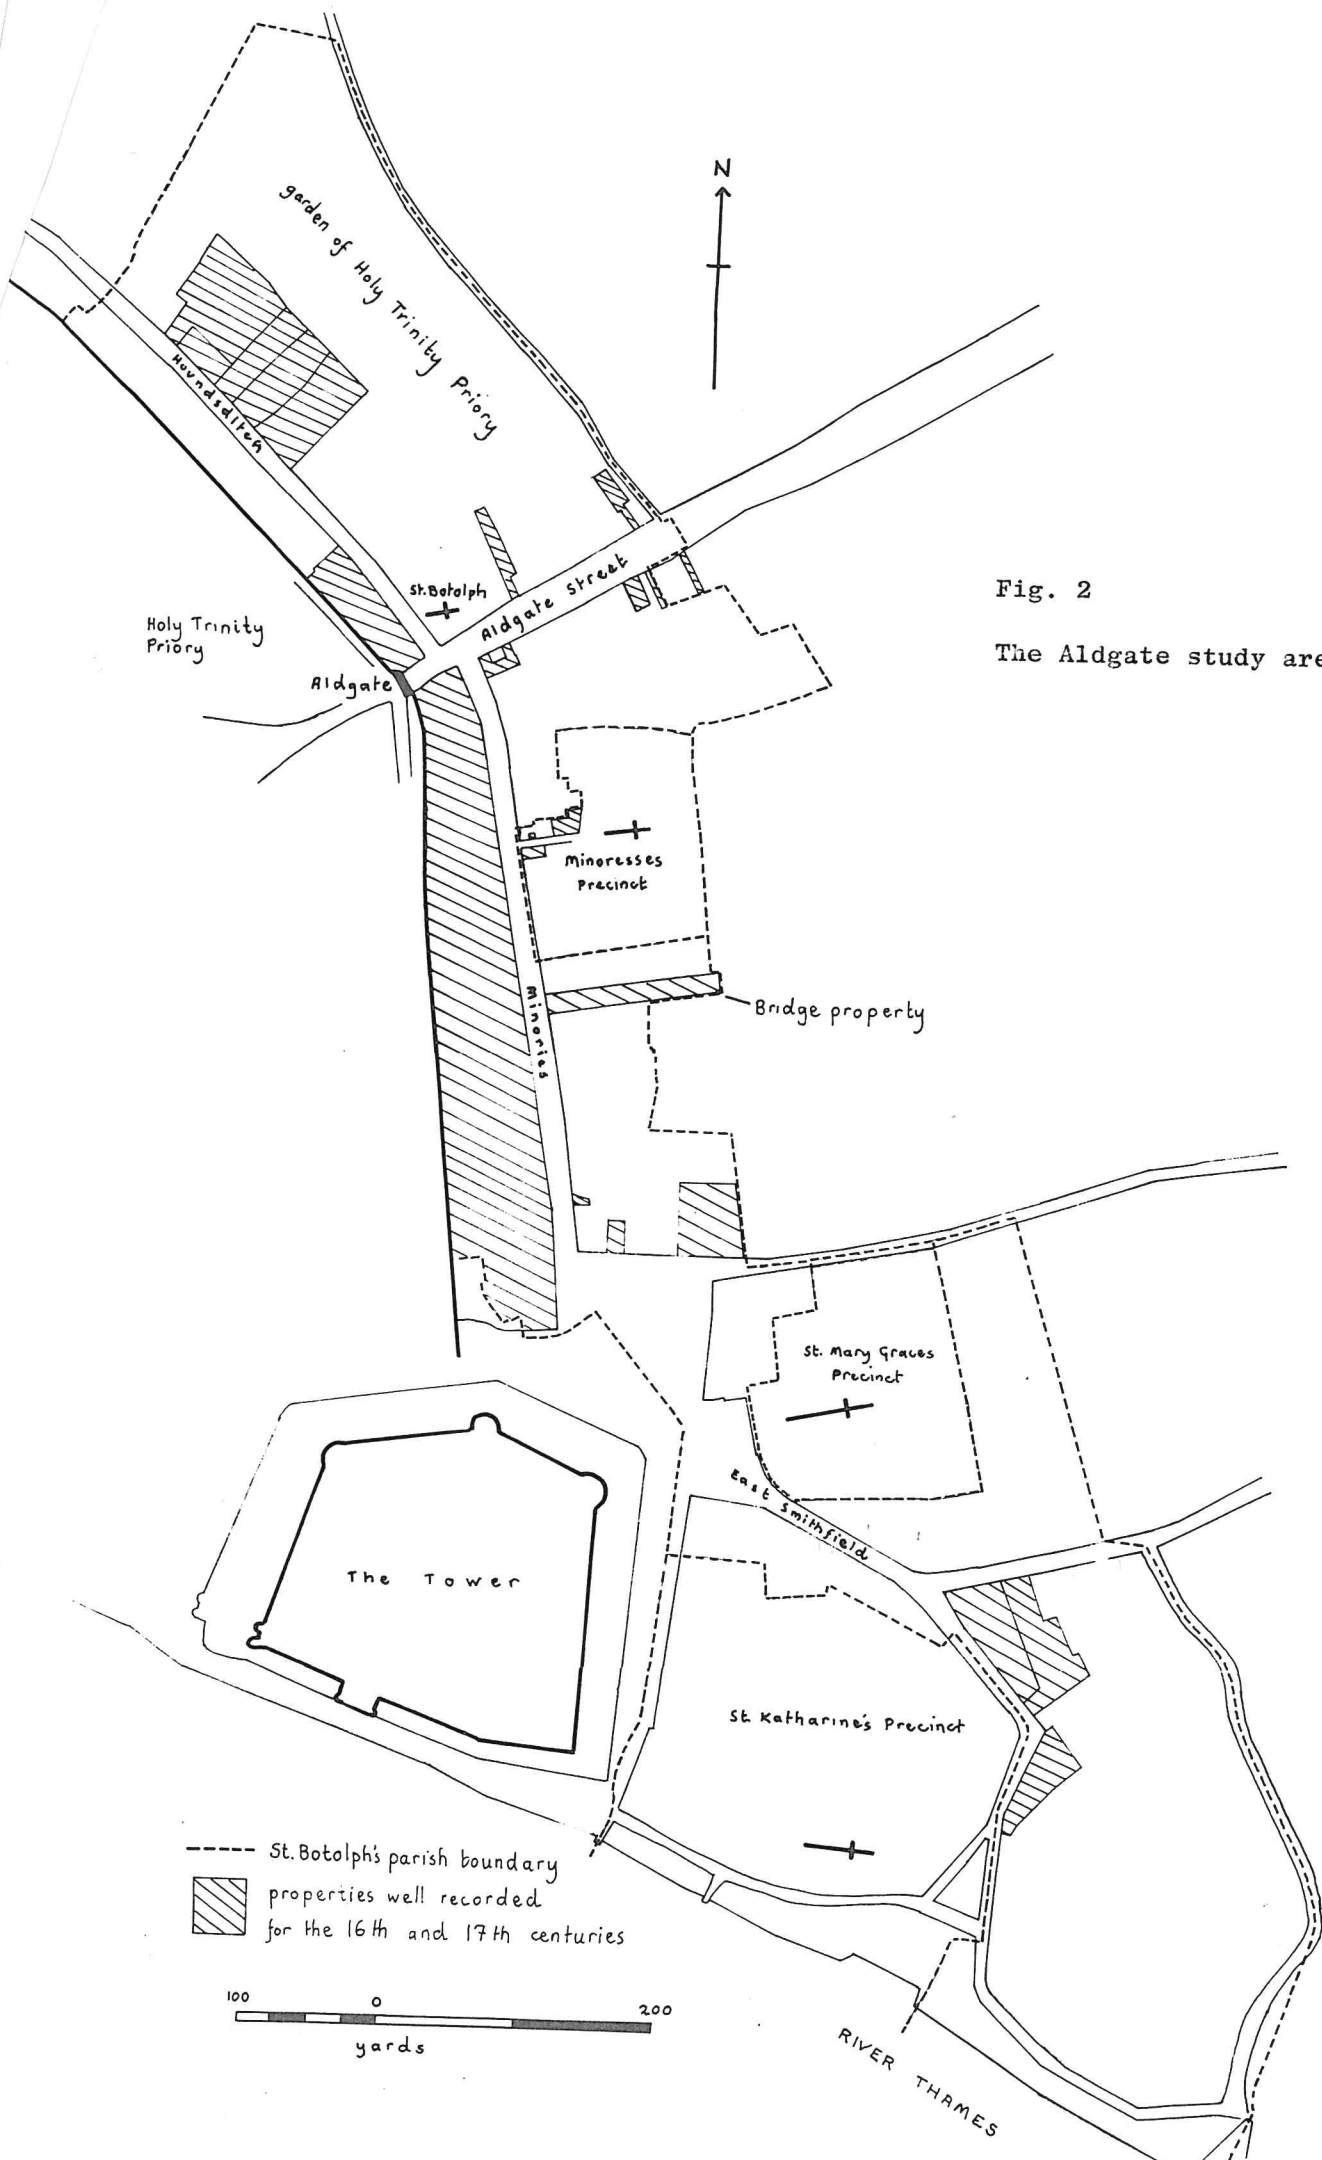 N
garden of Holy Trinity Priory
Houndsditch
St. Botolph
Aldgate Street
Fig. 2
Holy Trinity
Priory
The Aldgate study are
Aldgate
Minoresses
Precinct
Minories
Bridge property
St. Mary Graces
Precinct
East Smithfield
The Tower
St. Katharine's Precinct
St. Botolph's parish boundary
properties well recorded
for the 16th and 17th centuries
100 0 200
yards
RIVER THAMES